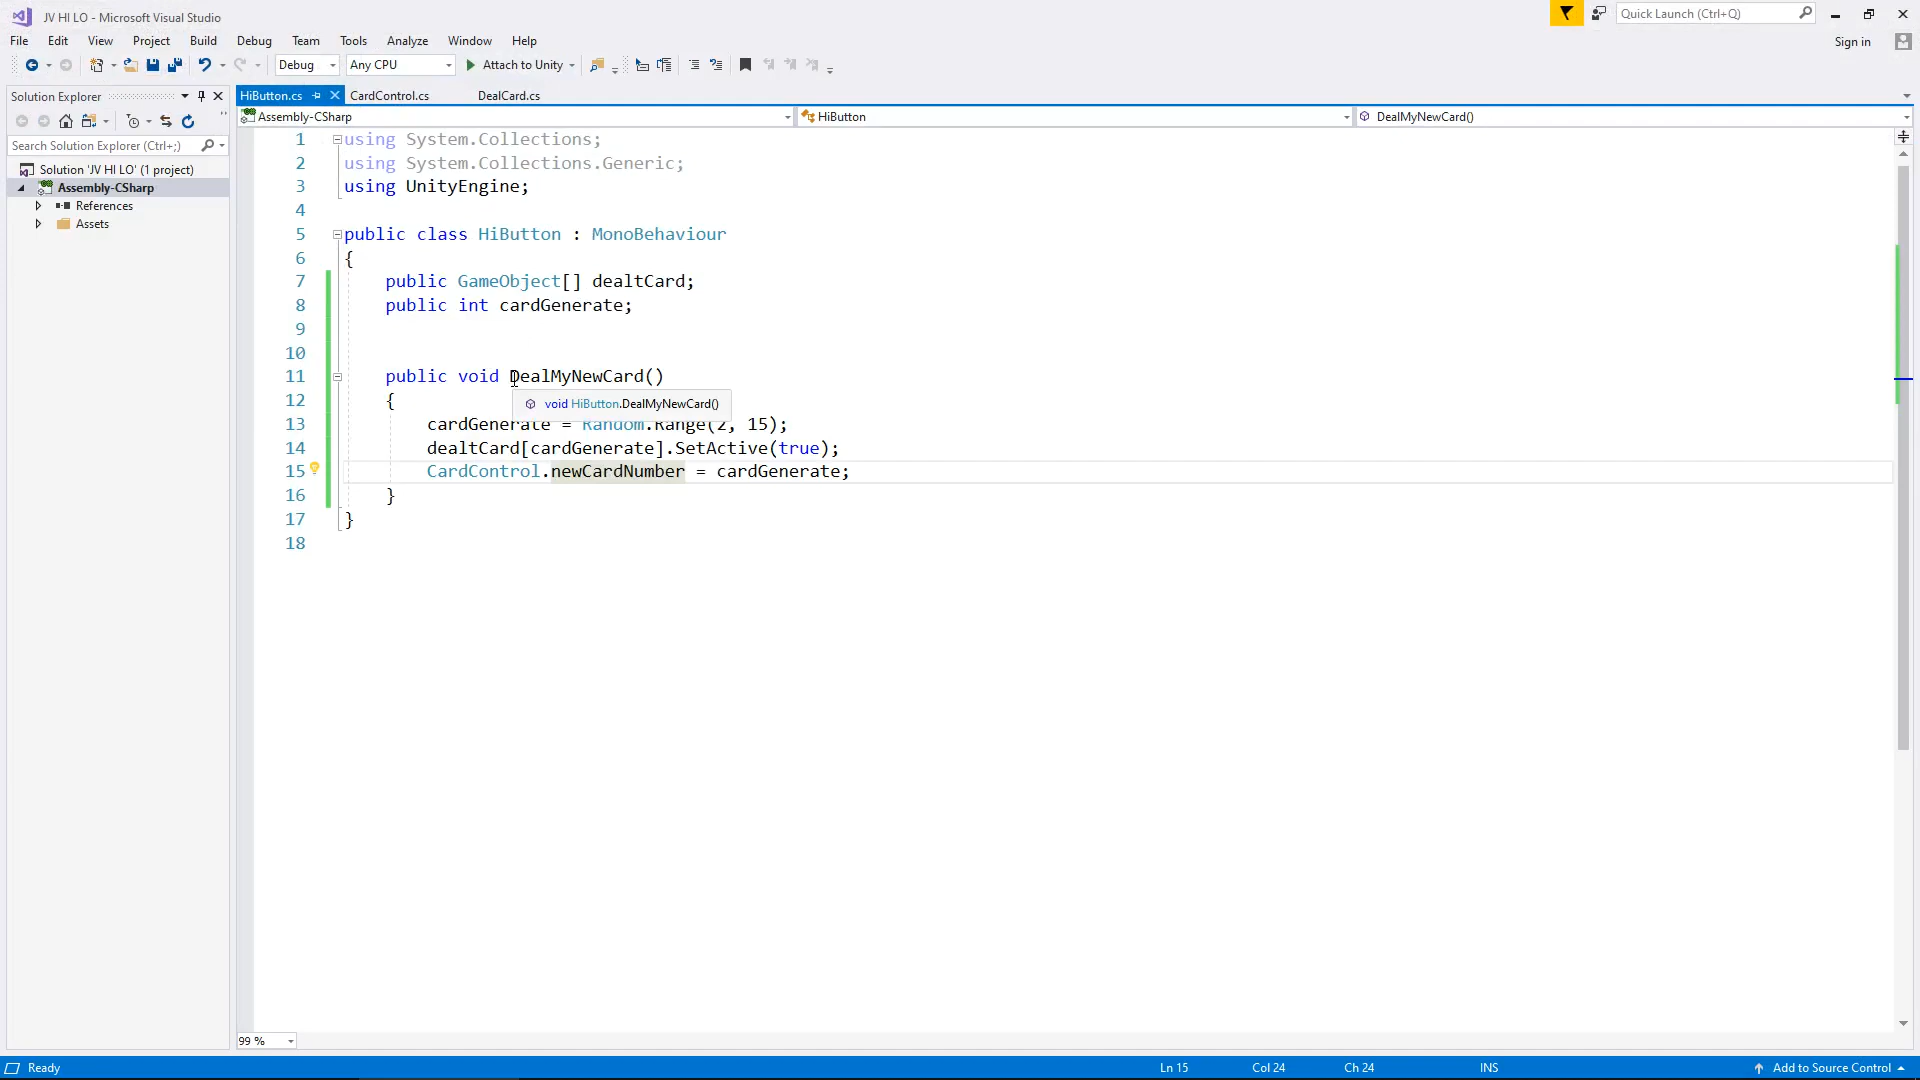 JV HI LO - Microsoft Visual Studio
Quick Launch (Ctrl+Q)
File Edit View Project Build Debug Team Tools Analyze Window Help
Sign in
Debug Any CPU Attach to Unity
Solution Explorer
HiButton.cs CardControl.cs DealCard.cs
Assembly-CSharp HiButton DealMyNewCard()
Search Solution Explorer (Ctrl+;)
Solution 'JV HI LO' (1 project)
Assembly-CSharp
References
Assets
1 using System.Collections;
2 using System.Collections.Generic;
3 using UnityEngine;
4
5 public class HiButton : MonoBehaviour
6 {
7 public GameObject[] dealtCard;
8 public int cardGenerate;
9
10
11 public void DealMyNewCard()
12 {
void HiButton.DealMyNewCard()
13 cardGenerate = Random.Range(2, 15);
14 dealtCard[cardGenerate].SetActive(true);
15 CardControl.newCardNumber = cardGenerate;
16 }
17 }
18
99 %
Ready Ln 15 Col 24 Ch 24 INS Add to Source Control